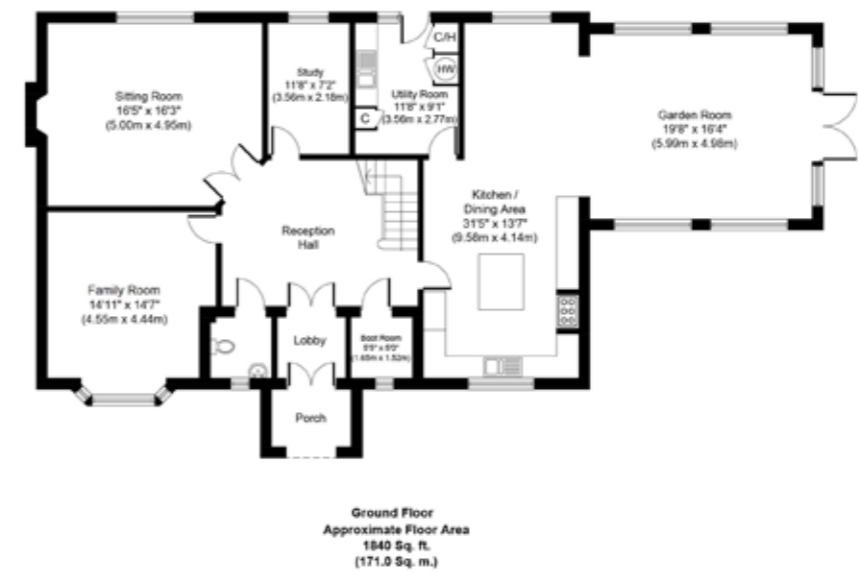 C/H
Study
11'8" x 7'2"
(3.56m x 2.18m)
HW
Sitting Room
16'5" x 16'3"
(5.00m x 4.95m)
Utility Room
11'8" x 9'1"
(3.56m x 2.77m)
C
Garden Room
19'8" x 16'4"
(5.99m x 4.98m)
Kitchen /
Dining Area
31'5" x 13'7"
(9.58m x 4.14m)
Reception
Hall
Family Room
14'11" x 14'7"
(4.55m x 4.44m)
Lobby
Boot Room
Porch
Ground Floor
Approximate Floor Area
1840 Sq. ft.
(171.0 Sq. m.)